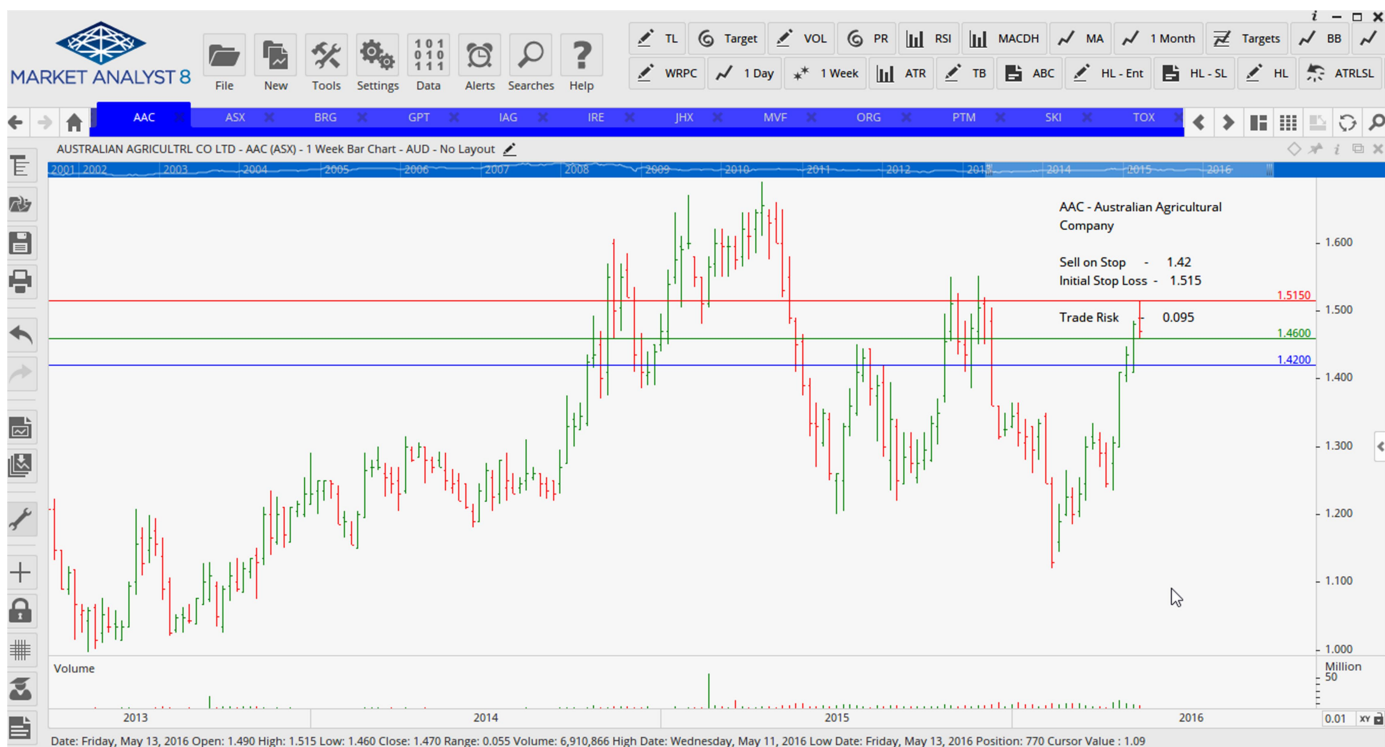 i
MARKET ANALYST 8
File
New
Tools
Settings
101
010
111
Data
Alerts
Searches
?
Help
TL
Target
VOL
PR
RSI
MACDH
MA
1 Month
Targets
BB
WRPC
1 Day
1 Week
ATR
TB
ABC
HL - Ent
HL - SL
HL
ATRLSL
AAC
ASX
BRG
GPT
IAG
IRE
JHX
MVF
ORG
PTM
SKI
TOX
AUSTRALIAN AGRICULTRL CO LTD - AAC (ASX) - 1 Week Bar Chart - AUD - No Layout
i
2001 2002 2003 2004 2005 2006 2007 2008 2009 2010 2011 2012 2013 2014 2015 2016
AAC - Australian Agricultural
Company
Sell on Stop - 1.42
Initial Stop Loss - 1.515
Trade Risk - 0.095
1.5150
1.4600
1.4200
1.600
1.500
1.400
1.300
1.200
1.100
1.000
Volume
Million
50
2013 2014 2015 2016
0.01 XY
Date: Friday, May 13, 2016 Open: 1.490 High: 1.515 Low: 1.460 Close: 1.470 Range: 0.055 Volume: 6,910,866 High Date: Wednesday, May 11, 2016 Low Date: Friday, May 13, 2016 Position: 770 Cursor Value : 1.09